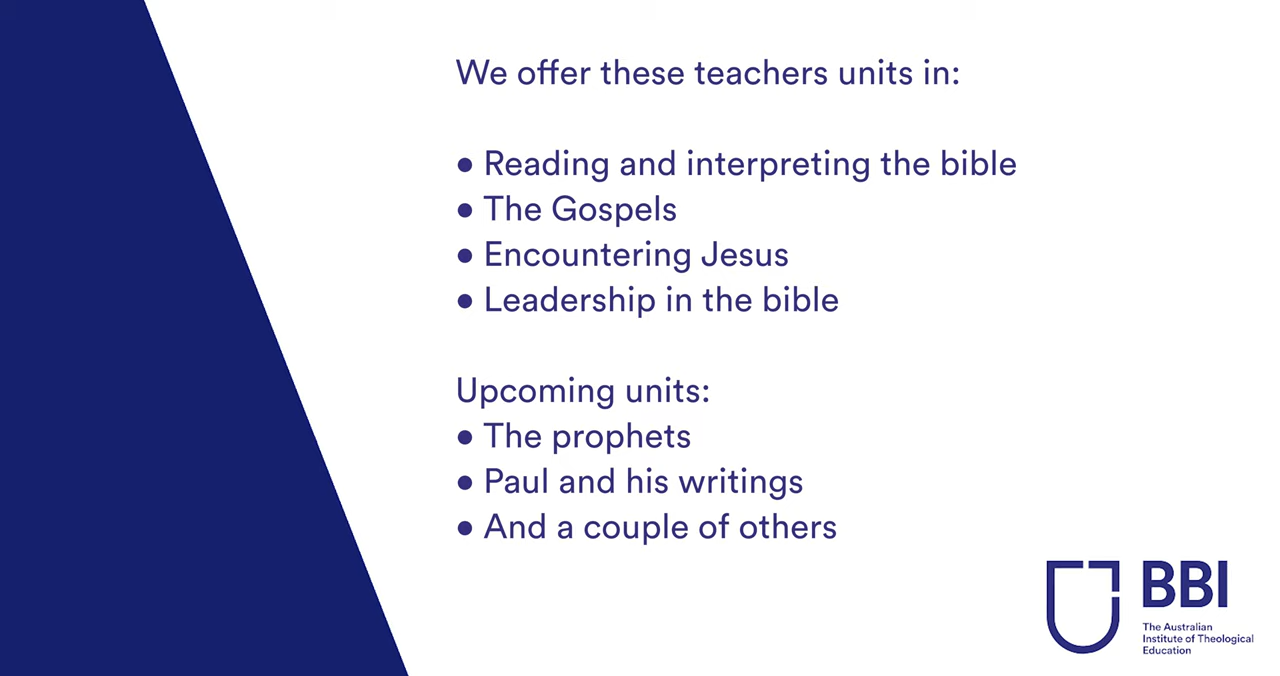 We offer these teachers units in:
● Reading and interpreting the bible
● The Gospels
● Encountering Jesus
● Leadership in the bible
Upcoming units:
● The prophets
● Paul and his writings
● And a couple of others
BBI
The Australian
Institute of Theological
Education